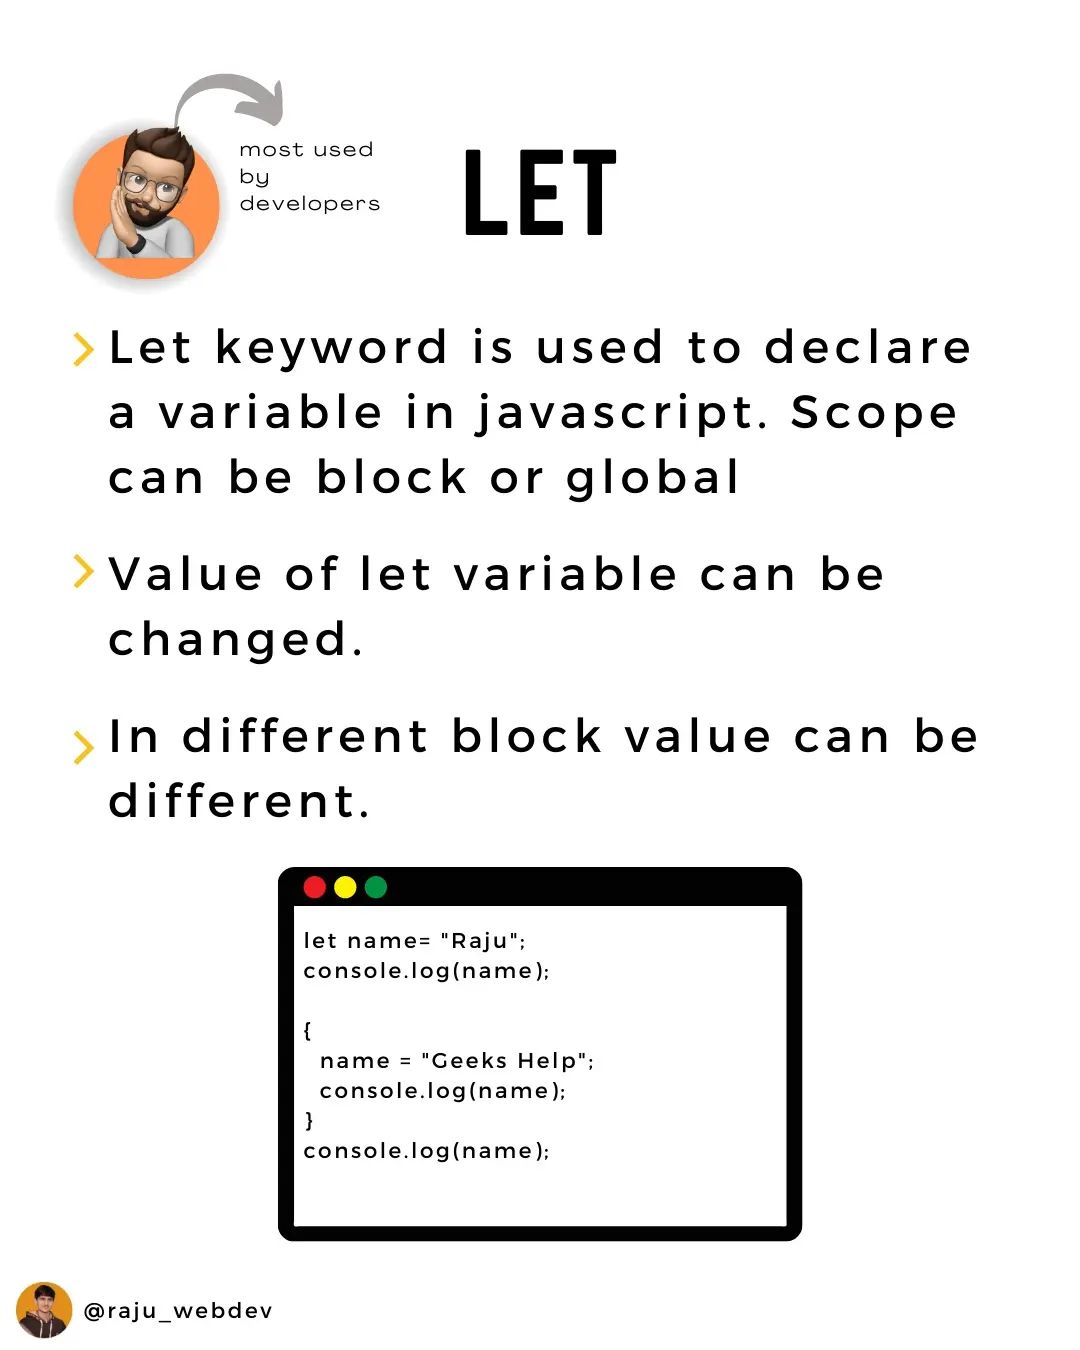 most used
by
developers
LET
Let keyword is used to declare
a variable in javascript. Scope
can be block or global
Value of let variable can be
changed.
In different block value can be
different.
let name= "Raju";
console.log(name);
{
name = "Geeks Help";
console.log(name);
}
console.log(name);
@raju_webdev